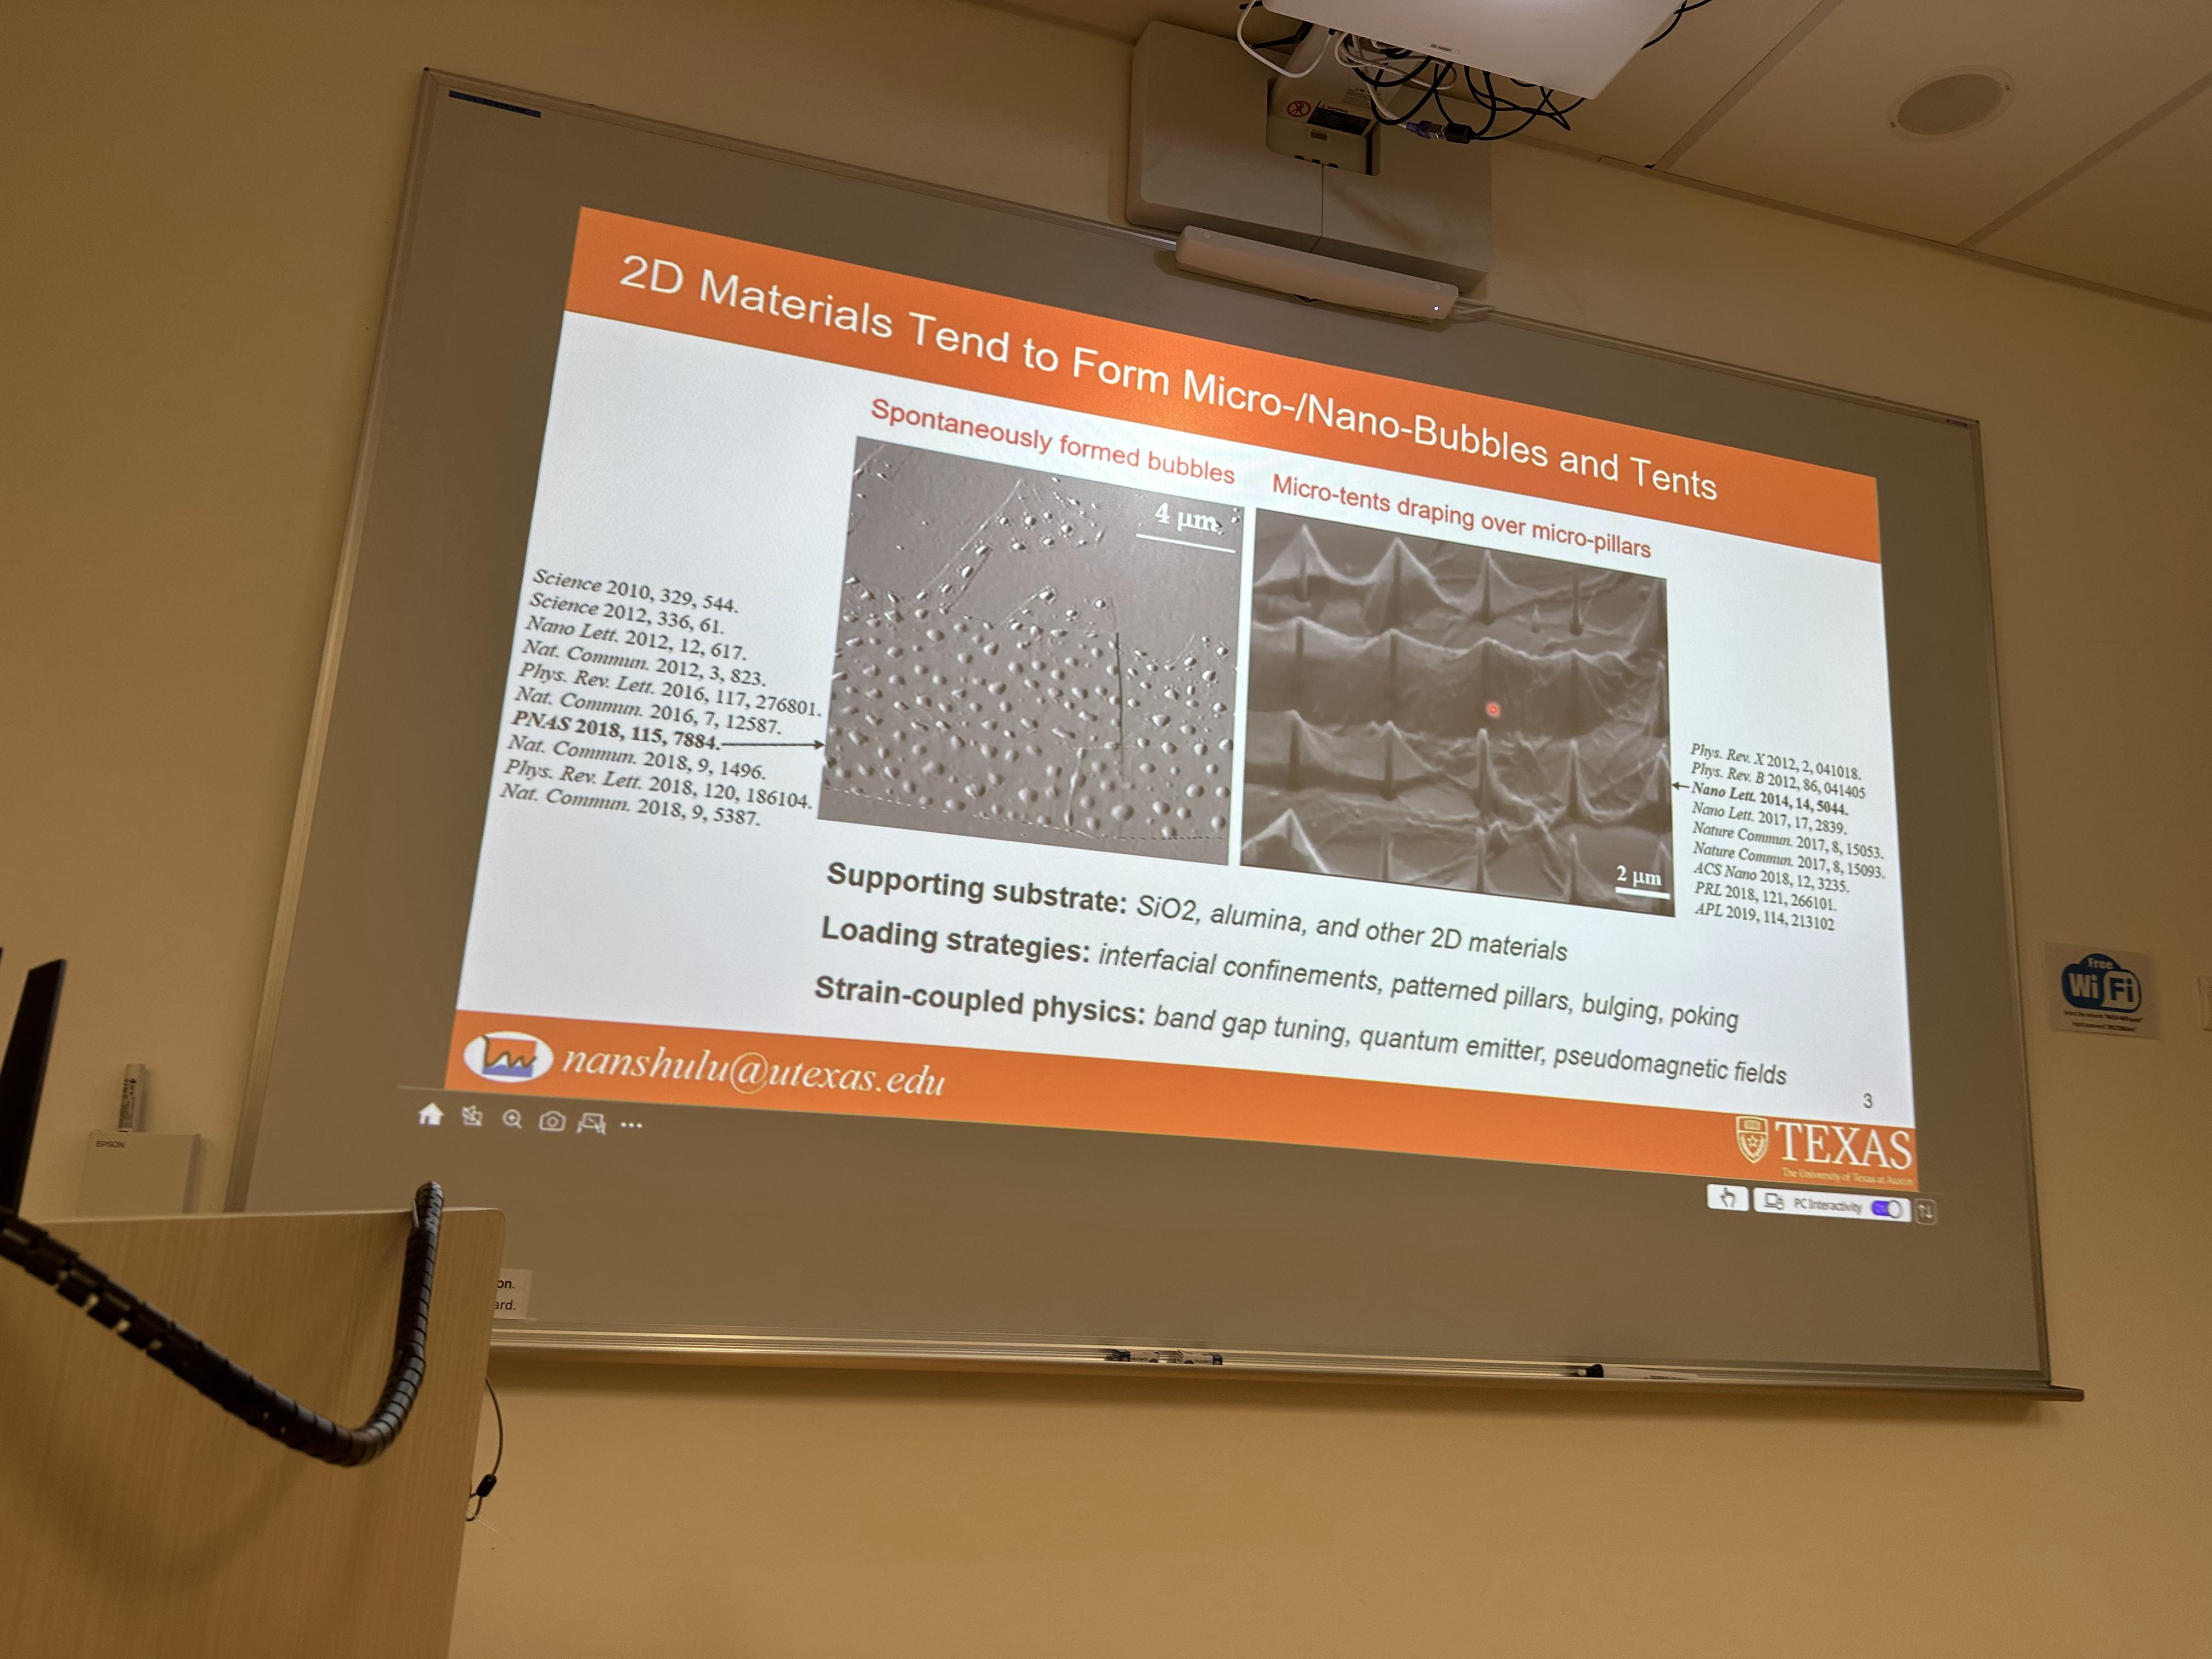 2D Materials Tend to Form Micro-/Nano-Bubbles and Tents
Spontaneously formed bubbles
Micro-tents draping over micro-pillars
4 μm
2 μm
Science 2010, 329, 544.
Science 2012, 336, 61.
Nano Lett. 2012, 12, 617.
Nat. Commun. 2012, 3, 823.
Phys. Rev. Lett. 2016, 117, 276801.
Nat. Commun. 2016, 7, 12587.
PNAS 2018, 115, 7884.
Nat. Commun. 2018, 9, 1496.
Phys. Rev. Lett. 2018, 120, 186104.
Nat. Commun. 2018, 9, 5387.
Phys. Rev. X 2012, 2, 041018.
Phys. Rev. B 2012, 86, 041405
Nano Lett. 2014, 14, 5044.
Nano Lett. 2017, 17, 2839.
Nature Commun. 2017, 8, 15053.
Nature Commun. 2017, 8, 15093.
ACS Nano 2018, 12, 3235.
PRL 2018, 121, 266101.
APL 2019, 114, 213102
Supporting substrate: SiO2, alumina, and other 2D materials
Loading strategies: interfacial confinements, patterned pillars, bulging, poking
Strain-coupled physics: band gap tuning, quantum emitter, pseudomagnetic fields
3
nanshulu@utexas.edu
TEXAS
The University of Texas at Austin
PC Interactivity
Free
Wi Fi
EPSON
on.
ard.